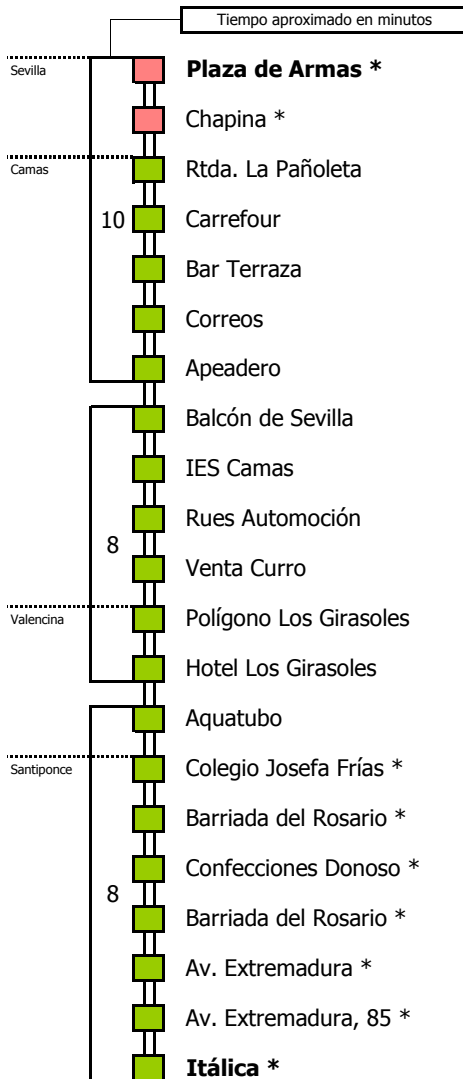 Tiempo aproximado en minutos
Sevilla
Plaza de Armas *
Chapina *
Camas
Rtda. La Pañoleta
10
Carrefour
Bar Terraza
Correos
Apeadero
Balcón de Sevilla
IES Camas
Rues Automoción
8
Venta Curro
Valencina
Polígono Los Girasoles
Hotel Los Girasoles
Aquatubo
Santiponce
Colegio Josefa Frías *
Barriada del Rosario *
Confecciones Donoso *
8
Barriada del Rosario *
Av. Extremadura *
Av. Extremadura, 85 *
Itálica *